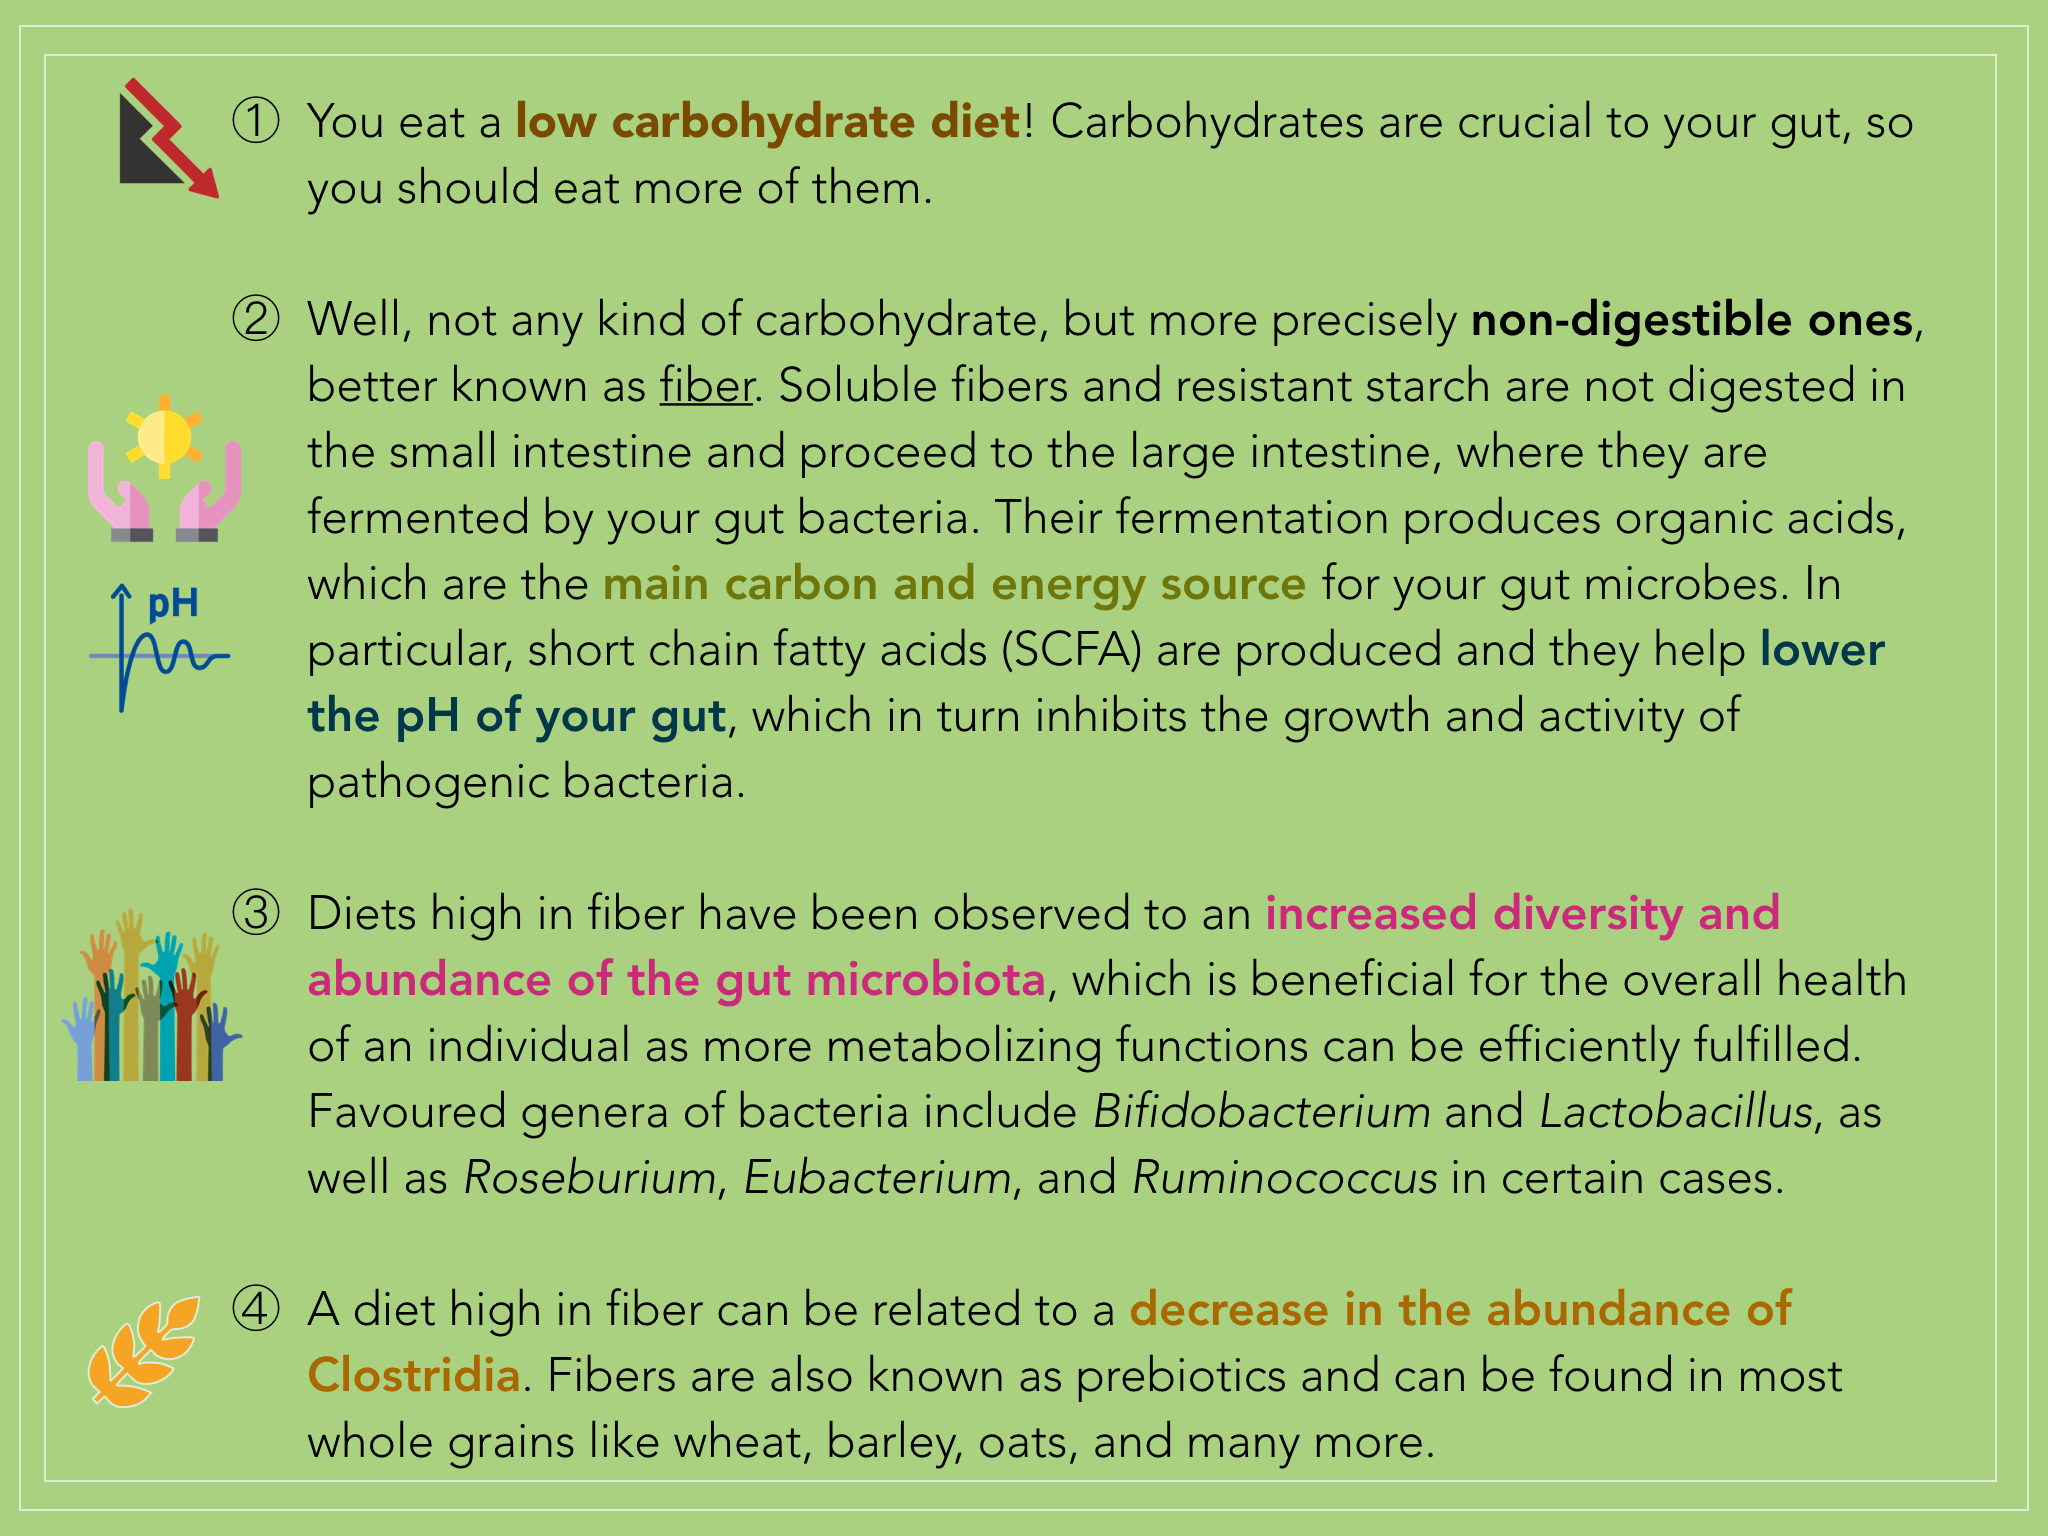 ① You eat a low carbohydrate diet! Carbohydrates are crucial to your gut, so
you should eat more of them.
② Well, not any kind of carbohydrate, but more precisely non-digestible ones,
better known as fiber. Soluble fibers and resistant starch are not digested in
the small intestine and proceed to the large intestine, where they are
fermented by your gut bacteria. Their fermentation produces organic acids,
which are the main carbon and energy source for your gut microbes. In
pH
particular, short chain fatty acids (SCFA) are produced and they help lower
the pH of your gut, which in turn inhibits the growth and activity of
pathogenic bacteria.
③ Diets high in fiber have been observed to an increased diversity and
abundance of the gut microbiota, which is beneficial for the overall health
of an individual as more metabolizing functions can be efficiently fulfilled.
Favoured genera of bacteria include Bifidobacterium and Lactobacillus, as
well as Roseburium, Eubacterium, and Ruminococcus in certain cases.
④ A diet high in fiber can be related to a decrease in the abundance of
Clostridia. Fibers are also known as prebiotics and can be found in most
whole grains like wheat, barley, oats, and many more.